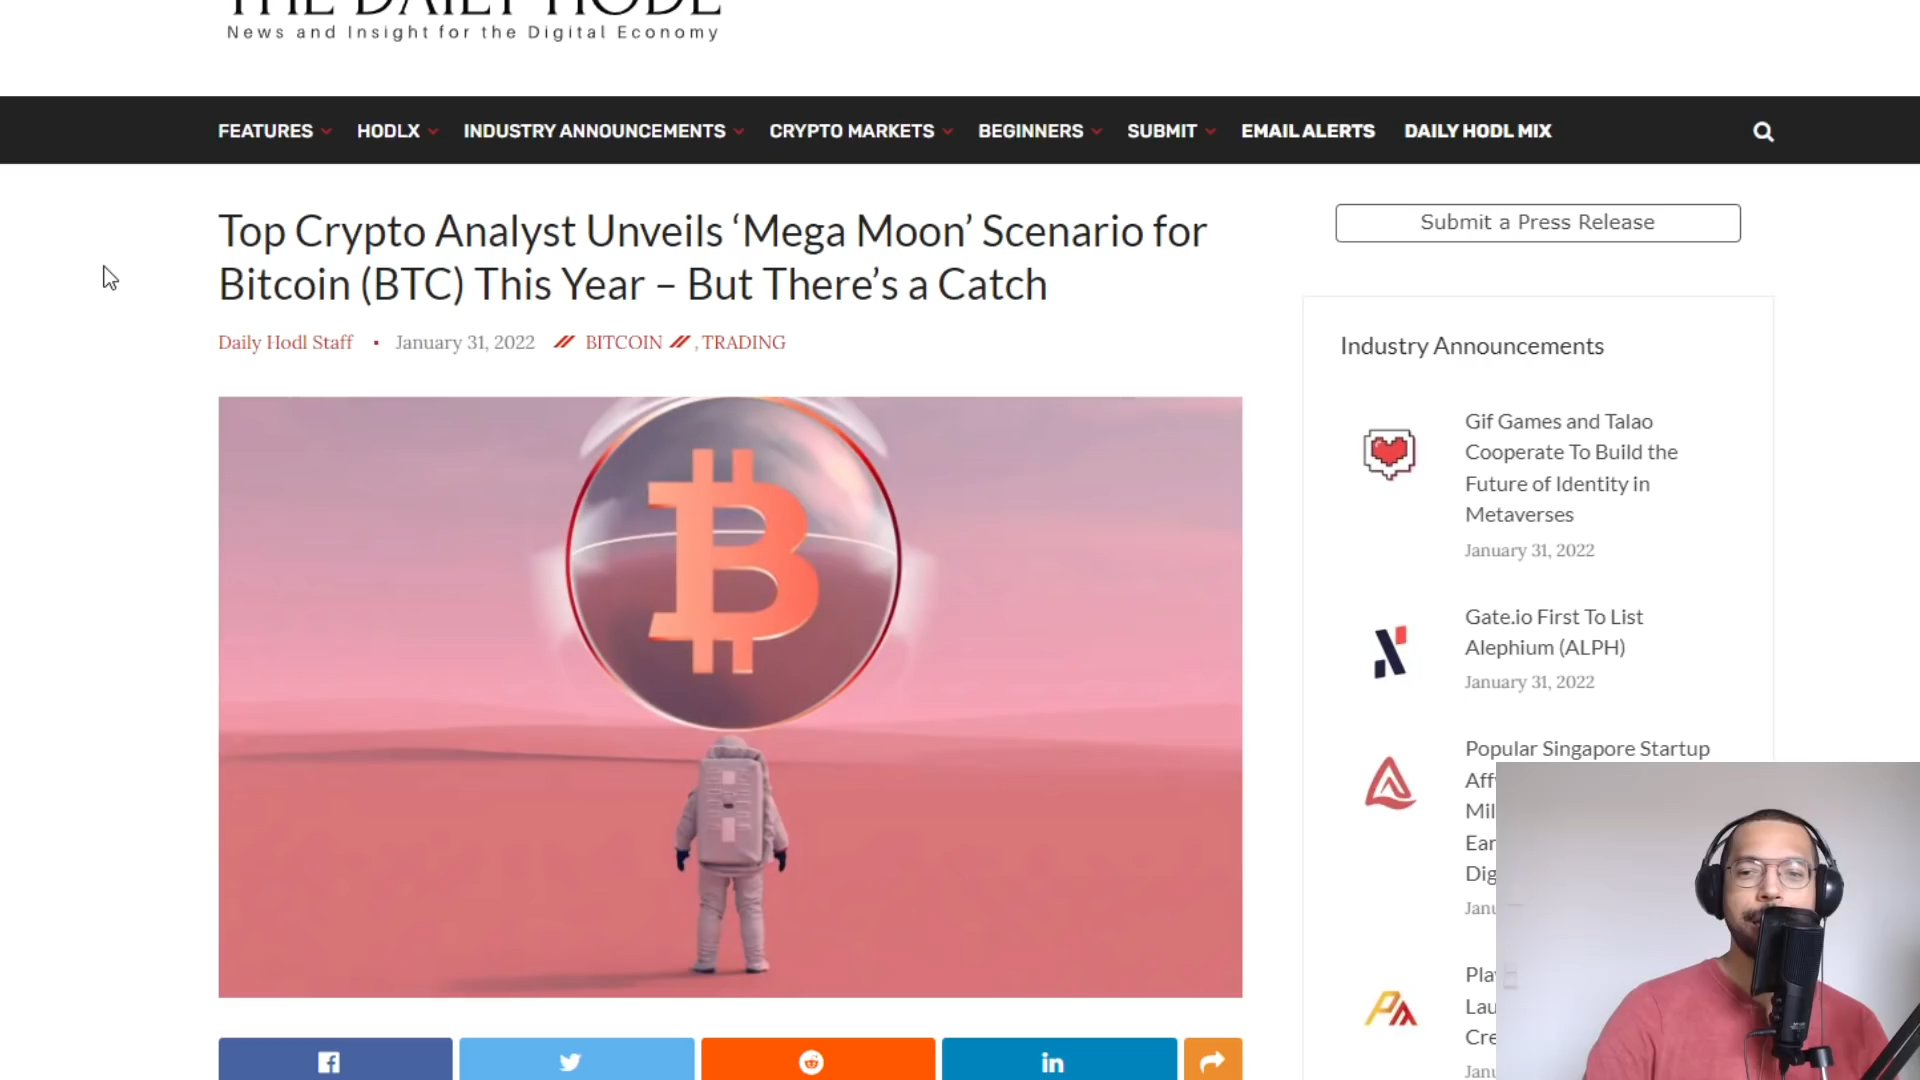 THE DAILY HODL
News and Insight for the Digital Economy
FEATURES HODLX INDUSTRY ANNOUNCEMENTS CRYPTO MARKETS BEGINNERS SUBMIT EMAIL ALERTS DAILY HODL MIX
Top Crypto Analyst Unveils ‘Mega Moon’ Scenario for
Bitcoin (BTC) This Year – But There’s a Catch
Daily Hodl Staff • January 31, 2022 // BITCOIN // , TRADING
Submit a Press Release
Industry Announcements
Gif Games and Talao
Cooperate To Build the
Future of Identity in
Metaverses
January 31, 2022
Gate.io First To List
Alephium (ALPH)
January 31, 2022
Popular Singapore Startup